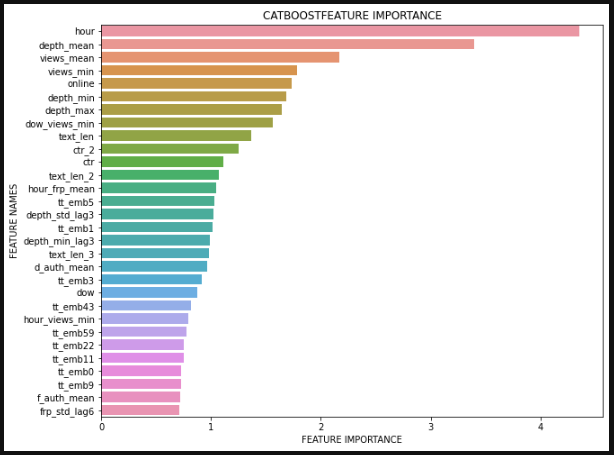 CATBOOSTFEATURE IMPORTANCE
FEATURE NAMES
hour
depth_mean
views_mean
views_min
online
depth_min
depth_max
dow_views_min
text_len
ctr_2
ctr
text_len_2
hour_frp_mean
tt_emb5
depth_std_lag3
tt_emb1
depth_min_lag3
text_len_3
d_auth_mean
tt_emb3
dow
tt_emb43
hour_views_min
tt_emb59
tt_emb22
tt_emb11
tt_emb0
tt_emb9
f_auth_mean
frp_std_lag6
0 1 2 3 4
FEATURE IMPORTANCE